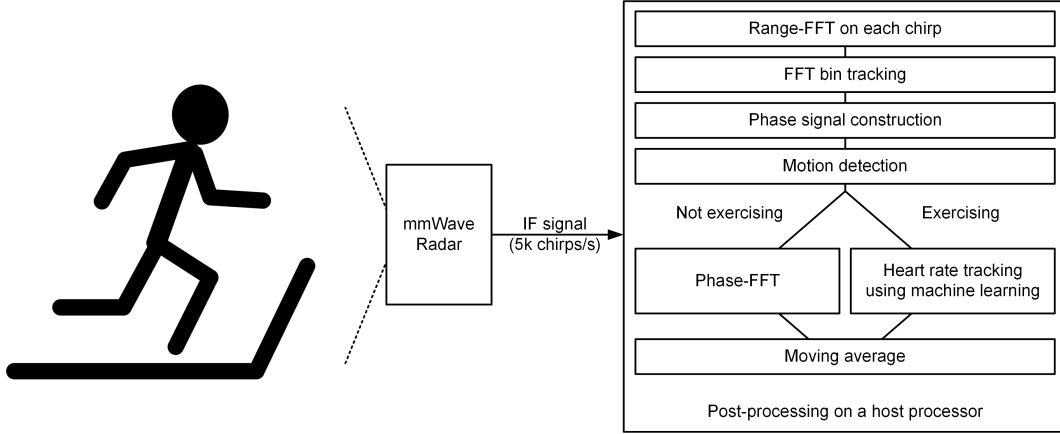 mmWave
Radar
IF signal
(5k chirps/s)
Range-FFT on each chirp
FFT bin tracking
Phase signal construction
Motion detection
Not exercising
Exercising
Phase-FFT
Heart rate tracking
using machine learning
Moving average
Post-processing on a host processor